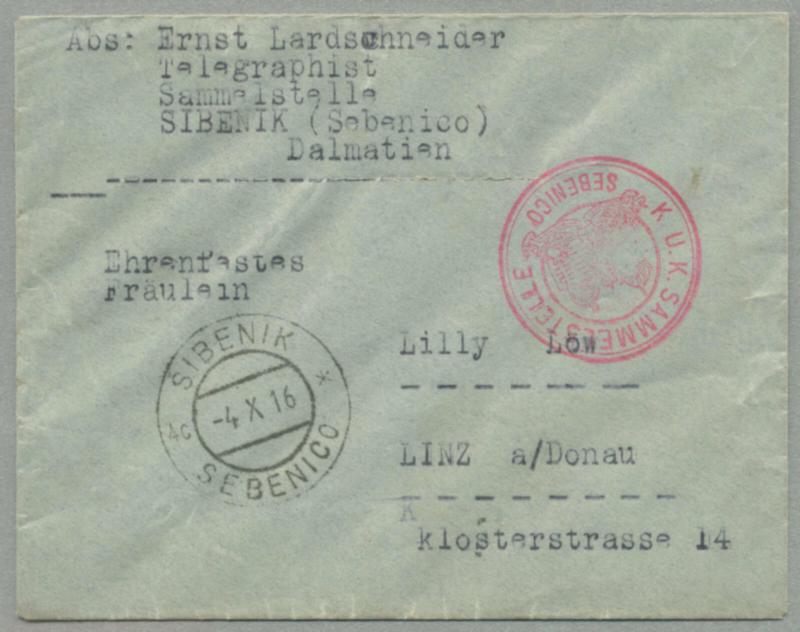 Abs: Ernst Lardschneider
Telegraphist
Sammelstelle
SIBENIK (Sebenico)
Dalmatien
K. U. K. SAMMELSTELLE
SEBENICO
Ehrenfestes
Fräulein
SIBENIK
4c
-4 X 16
SEBENICO
Lilly Löw
LINZ a/Donau
K
klosterstrasse 14